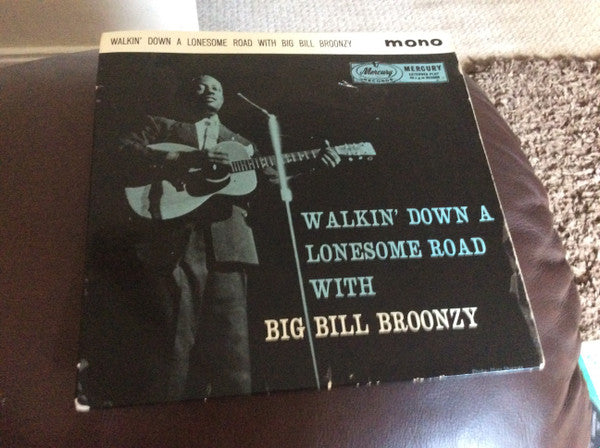 WALKIN' DOWN A LONESOME ROAD WITH BIG BILL BROONZY
mono
Mercury
RECORDS
MERCURY
EXTENDED PLAY
WALKIN' DOWN A
LONESOME ROAD
WITH
BIG BILL BROONZY